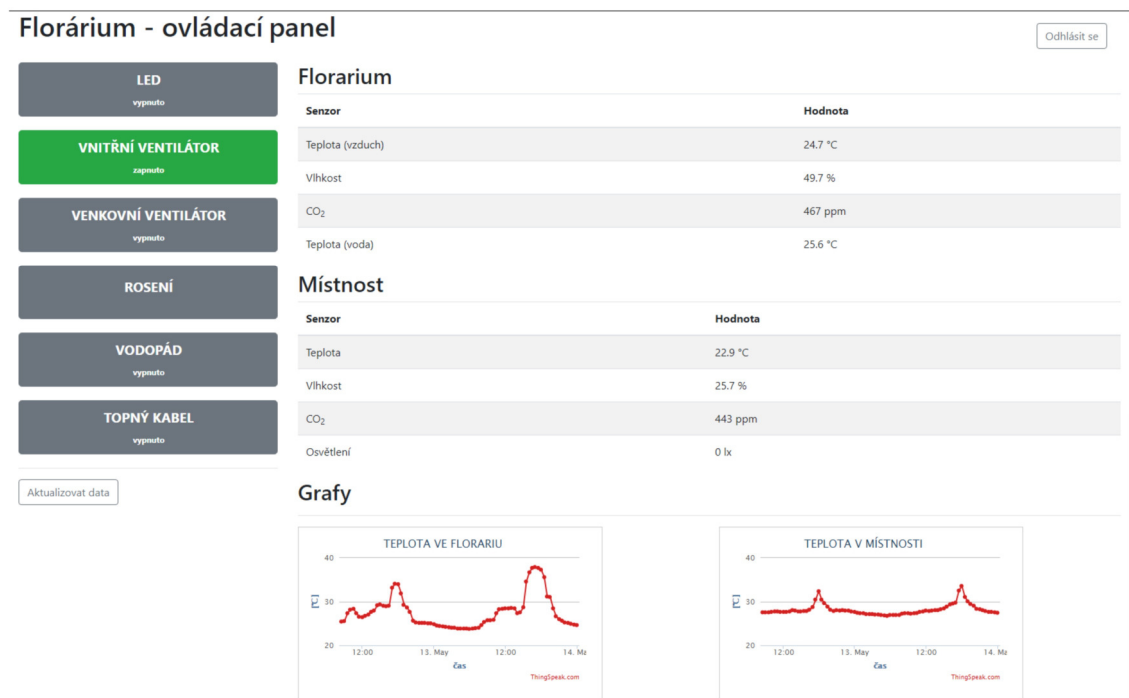 Florárium - ovládací panel
Odhlásit se
LED
vypnuto
VNITŘNÍ VENTILÁTOR
zapnuto
VENKOVNÍ VENTILÁTOR
vypnuto
ROSENÍ
VODOPÁD
vypnuto
TOPNÝ KABEL
vypnuto
Aktualizovat data
Florarium
Senzor Hodnota
Teplota (vzduch) 24.7 °C
Vlhkost 49.7 %
CO₂ 467 ppm
Teplota (voda) 25.6 °C
Místnost
Senzor Hodnota
Teplota 22.9 °C
Vlhkost 25.7 %
CO₂ 443 ppm
Osvětlení 0 lx
Grafy
TEPLOTA VE FLORARIU
40
30
20
[°C]
12:00 13. May 12:00 14. Ma
čas
ThingSpeak.com
TEPLOTA V MÍSTNOSTI
40
30
20
[°C]
12:00 13. May 12:00 14. Ma
čas
ThingSpeak.com